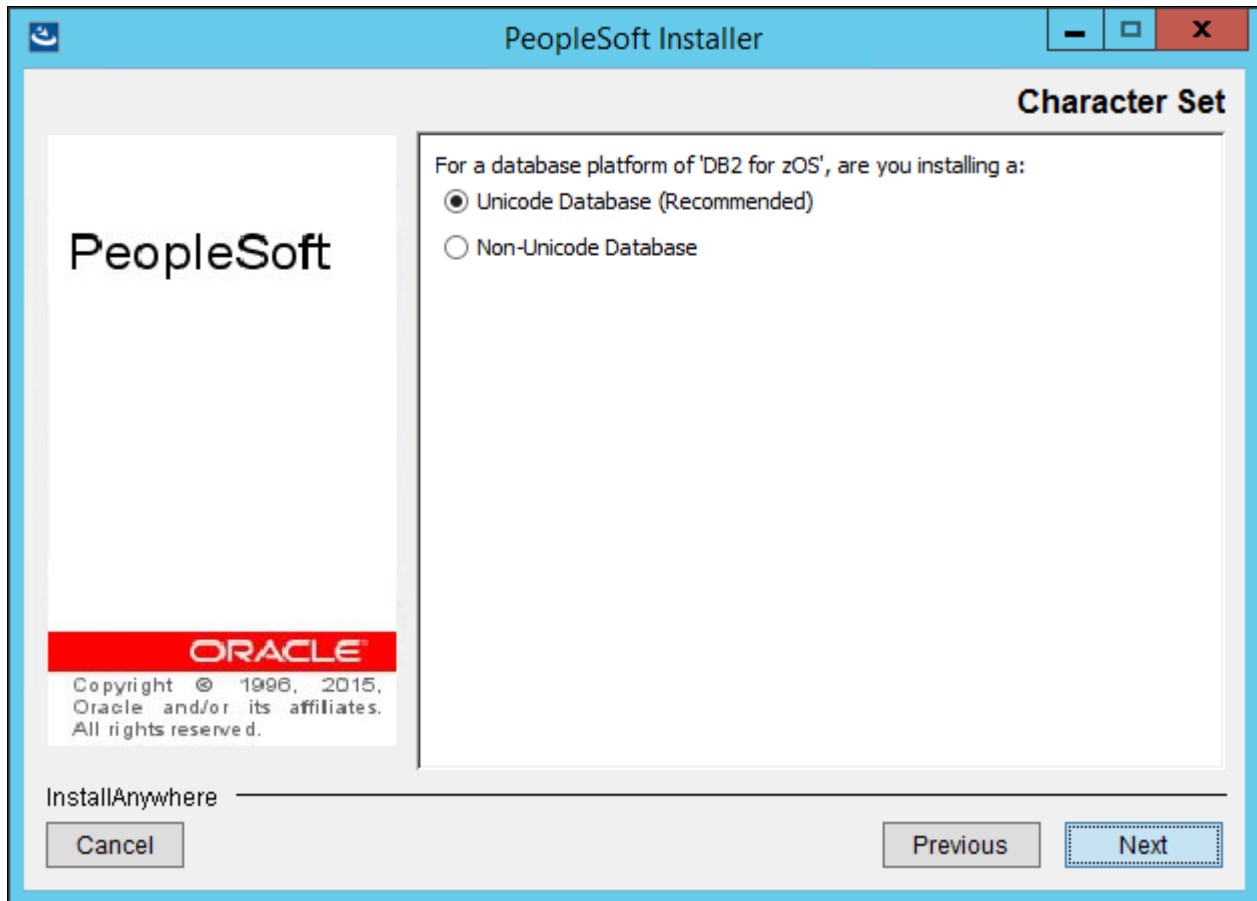 PeopleSoft Installer
Character Set
For a database platform of 'DB2 for zOS', are you installing a:
Unicode Database (Recommended)
Non-Unicode Database
PeopleSoft
ORACLE
Copyright © 1996, 2015,
Oracle and/or its affiliates.
All rights reserved.
InstallAnywhere
Cancel
Previous
Next